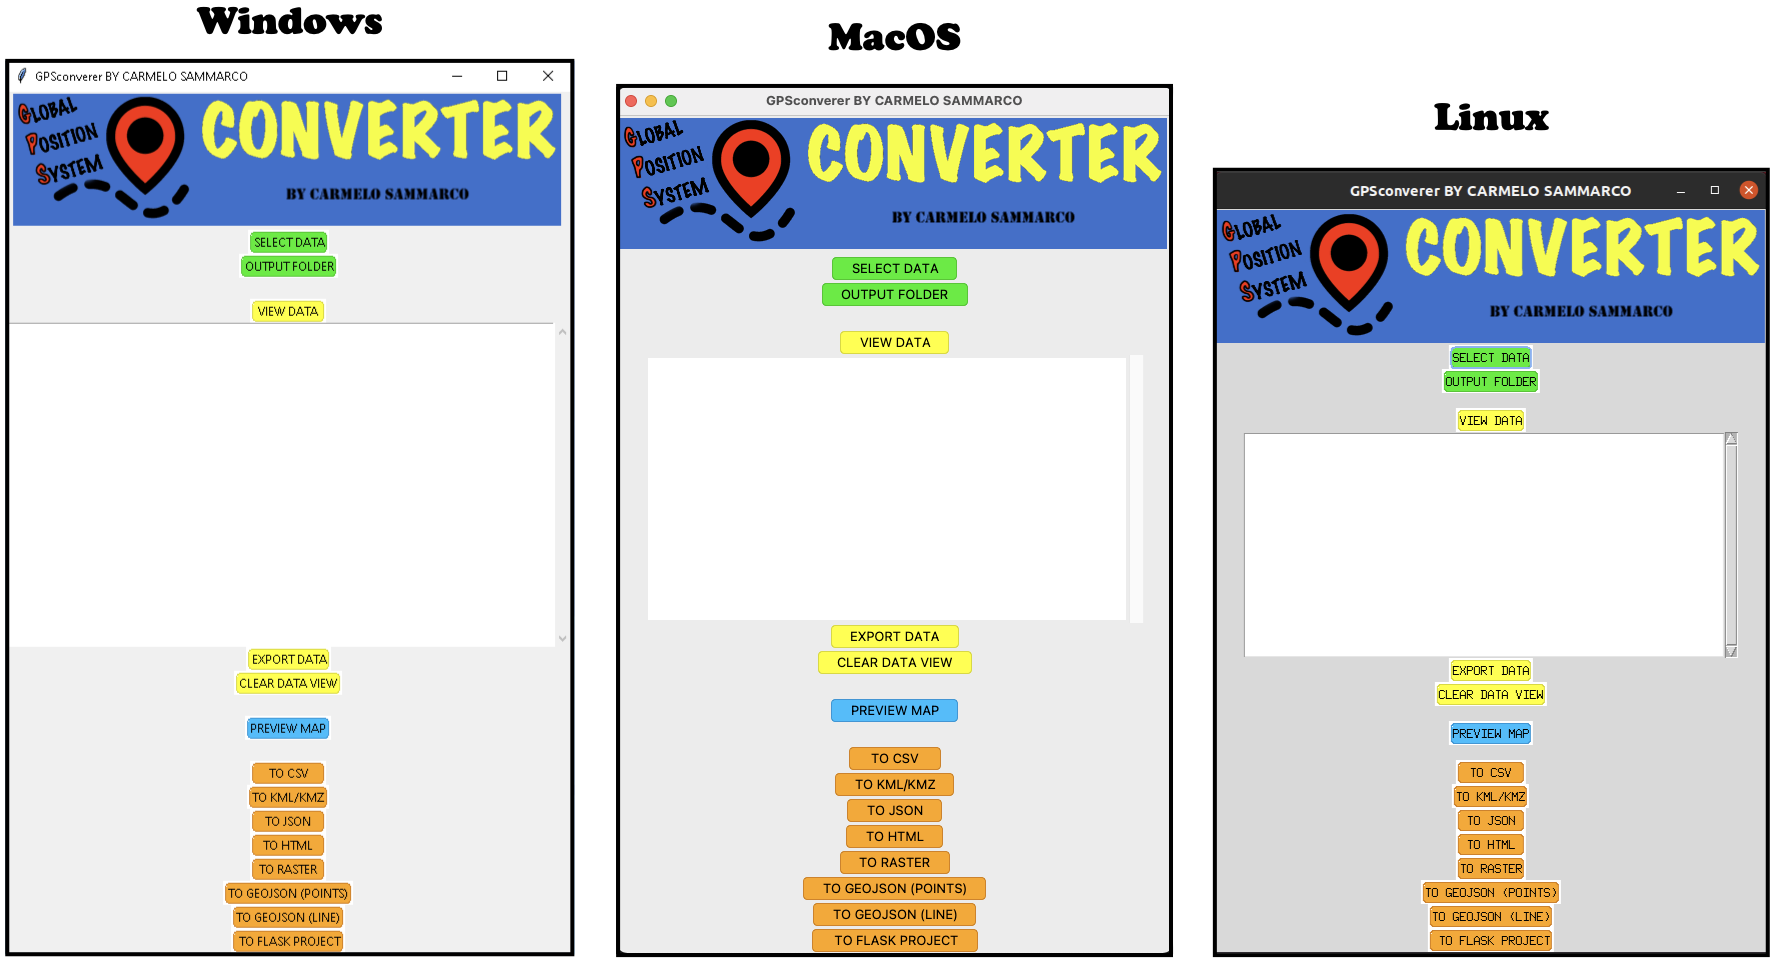 Windows
GPSconverer BY CARMELO SAMMARCO
GLOBAL
POSITION
SYSTEM
CONVERTER
BY CARMELO SAMMARCO
SELECT DATA
OUTPUT FOLDER
VIEW DATA
EXPORT DATA
CLEAR DATA VIEW
PREVIEW MAP
TO CSV
TO KML/KMZ
TO JSON
TO HTML
TO RASTER
TO GEOJSON (POINTS)
TO GEOJSON (LINE)
TO FLASK PROJECT
MacOS
GPSconverer BY CARMELO SAMMARCO
GLOBAL
POSITION
SYSTEM
CONVERTER
BY CARMELO SAMMARCO
SELECT DATA
OUTPUT FOLDER
VIEW DATA
EXPORT DATA
CLEAR DATA VIEW
PREVIEW MAP
TO CSV
TO KML/KMZ
TO JSON
TO HTML
TO RASTER
TO GEOJSON (POINTS)
TO GEOJSON (LINE)
TO FLASK PROJECT
Linux
GPSconverer BY CARMELO SAMMARCO
GLOBAL
POSITION
SYSTEM
CONVERTER
BY CARMELO SAMMARCO
SELECT DATA
OUTPUT FOLDER
VIEW DATA
EXPORT DATA
CLEAR DATA VIEW
PREVIEW MAP
TO CSV
TO KML/KMZ
TO JSON
TO HTML
TO RASTER
TO GEOJSON (POINTS)
TO GEOJSON (LINE)
TO FLASK PROJECT